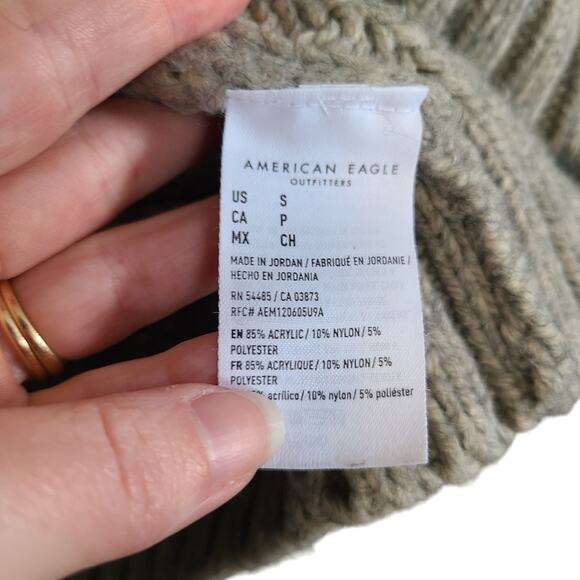 AMERICAN EAGLE
OUTFITTERS
US S
CA P
MX CH
MADE IN JORDAN / FABRIQUÉ EN JORDANIE /
HECHO EN JORDANIA
RN 54485 / CA 03873
RFC# AEM120605U9A
EN 85% ACRYLIC / 10% NYLON / 5%
POLYESTER
FR 85% ACRYLIQUE / 10% NYLON / 5%
POLYESTER
acrílico / 10% nylon / 5% poliéster